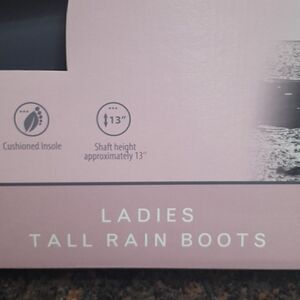 13"
Cushioned Insole
Shaft height
approximately 13"
LADIES
TALL RAIN BOOTS